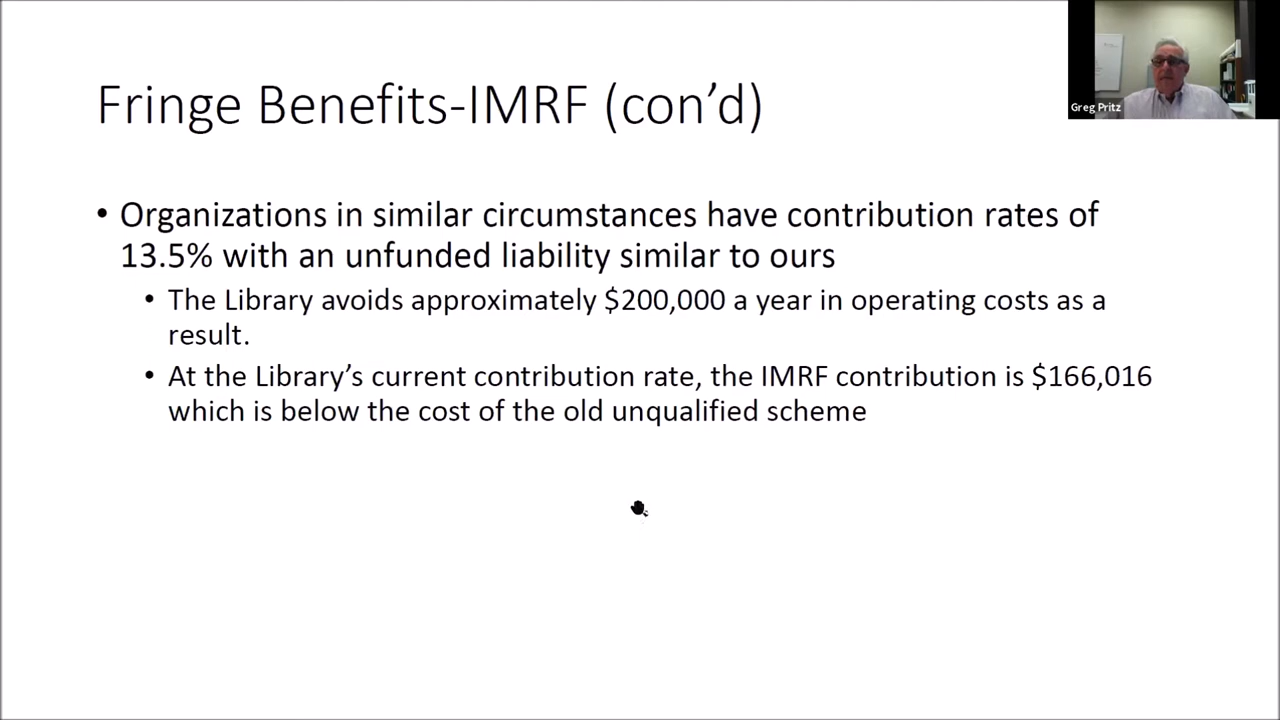 Greg Pritz
Fringe Benefits-IMRF (con’d)
• Organizations in similar circumstances have contribution rates of
13.5% with an unfunded liability similar to ours
• The Library avoids approximately $200,000 a year in operating costs as a
result.
• At the Library’s current contribution rate, the IMRF contribution is $166,016
which is below the cost of the old unqualified scheme